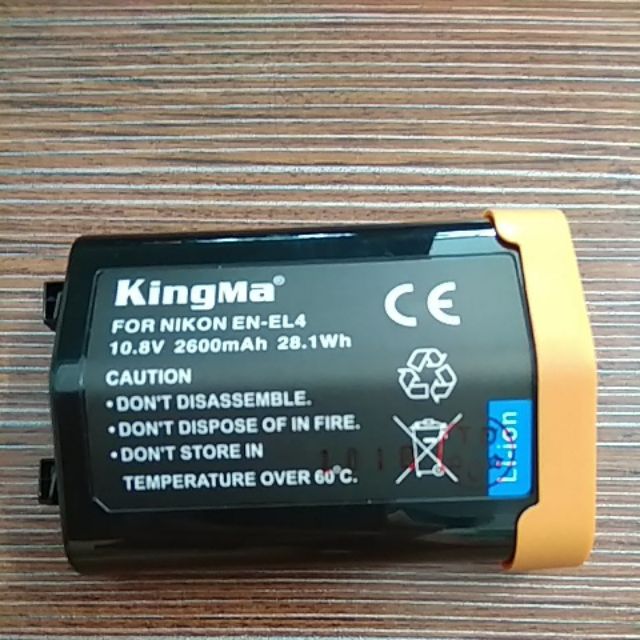 KingMa®
FOR NIKON EN-EL4
10.8V 2600mAh 28.1Wh
CAUTION
•DON'T DISASSEMBLE.
•DON'T DISPOSE OF IN FIRE.
•DON'T STORE IN
TEMPERATURE OVER 60°C.
CE
Li-ion